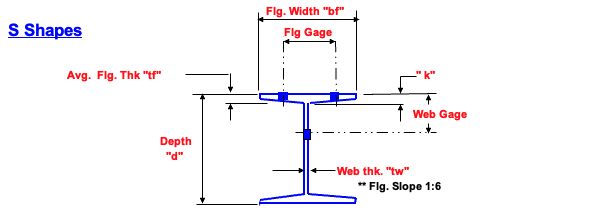 Flg. Width "bf"
S Shapes
Flg Gage
Avg.  Flg. Thk "tf"
" k"
Web Gage
Depth
"d"
Web thk. "tw"
** Flg. Slope 1:6